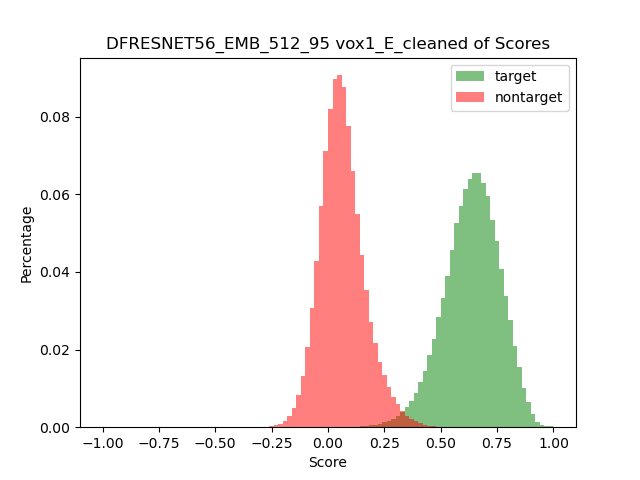 DFRESNET56_EMB_512_95 vox1_E_cleaned of Scores
target
nontarget
0.08
0.06
0.04
0.02
0.00
Percentage
−1.00 −0.75 −0.50 −0.25 0.00 0.25 0.50 0.75 1.00
Score